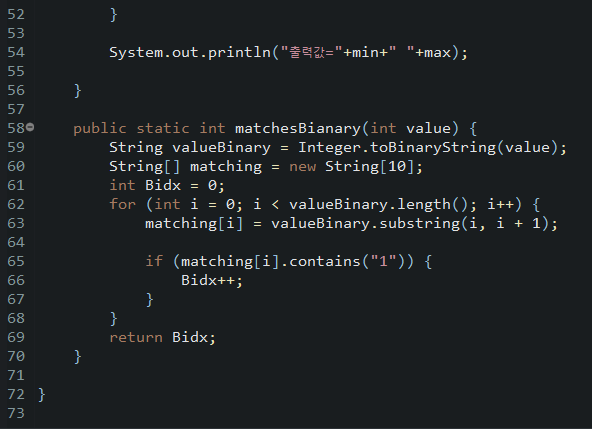 52        }
53
54        System.out.println("출력값="+min+" "+max);
55
56    }
57
58    public static int matchesBianary(int value) {
59        String valueBinary = Integer.toBinaryString(value);
60        String[] matching = new String[10];
61        int Bidx = 0;
62        for (int i = 0; i < valueBinary.length(); i++) {
63            matching[i] = valueBinary.substring(i, i + 1);
64
65            if (matching[i].contains("1")) {
66                Bidx++;
67            }
68        }
69        return Bidx;
70    }
71
72 }
73